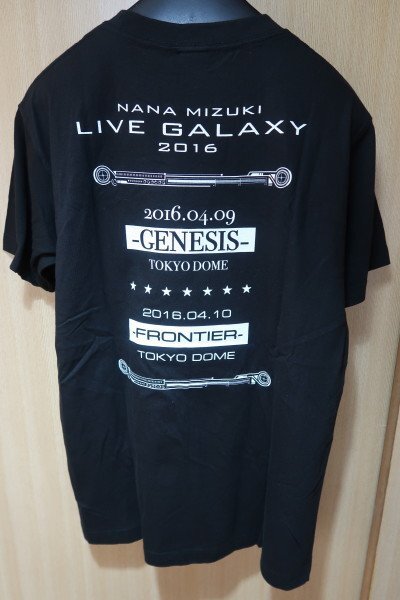 NANA MIZUKI
LIVE GALAXY
2016
2016.04.09
-GENESIS-
TOKYO DOME
2016.04.10
-FRONTIER-
TOKYO DOME